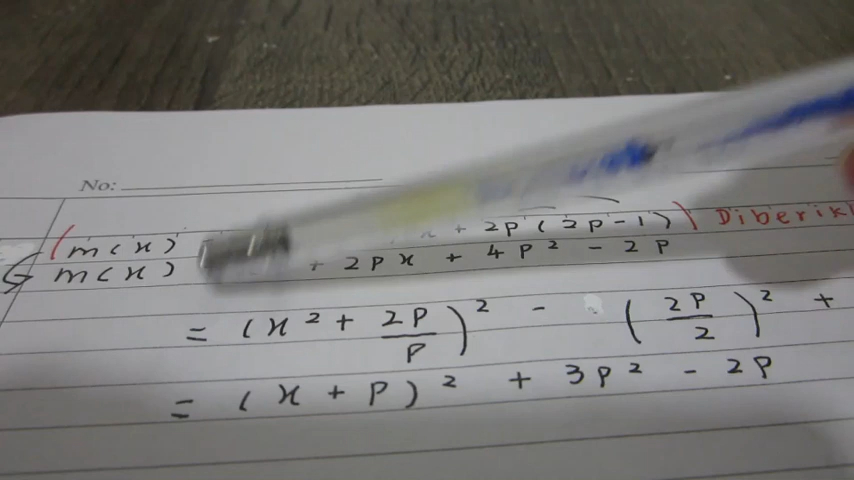 No:
(m(x) x + 2p(2p-1)) Diberik
m(x) + 2px + 4p² - 2p
= (x² + 2p/p)² - (2p/2)² +
= (x + p)² + 3p² - 2p